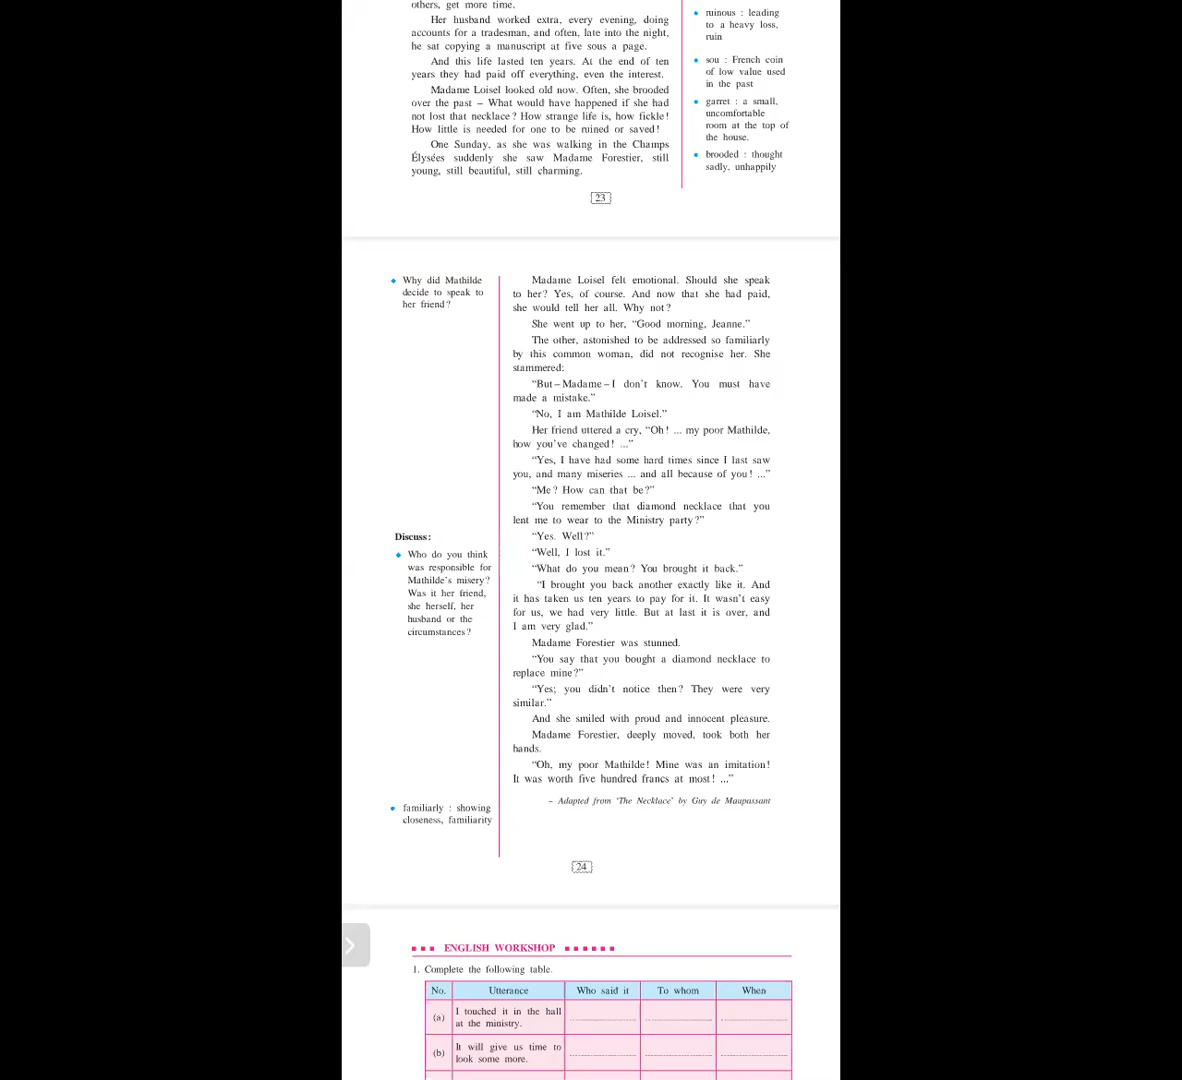 others, get more time.
Her husband worked extra, every evening, doing
accounts for a tradesman, and often, late into the night,
he sat copying a manuscript at five sous a page.
And this life lasted ten years. At the end of ten
years they had paid off everything, even the interest.
Madame Loisel looked old now. Often, she brooded
over the past – What would have happened if she had
not lost that necklace ? How strange life is, how fickle !
How little is needed for one to be ruined or saved !
One Sunday, as she was walking in the Champs
Élysées suddenly she saw Madame Forestier, still
young, still beautiful, still charming.
• ruinous : leading
to a heavy loss,
ruin
• sou : French coin
of low value used
in the past
• garret : a small,
uncomfortable
room at the top of
the house.
• brooded : thought
sadly, unhappily
23
◆ Why did Mathilde
decide to speak to
her friend ?
Discuss :
◆ Who do you think
was responsible for
Mathilde's misery ?
Was it her friend,
she herself, her
husband or the
circumstances ?
• familiarly : showing
closeness, familiarity
Madame Loisel felt emotional. Should she speak
to her ? Yes, of course. And now that she had paid,
she would tell her all. Why not ?
She went up to her, “Good morning, Jeanne.”
The other, astonished to be addressed so familiarly
by this common woman, did not recognise her. She
stammered:
“But – Madame – I don’t know. You must have
made a mistake.”
“No, I am Mathilde Loisel.”
Her friend uttered a cry, “Oh ! ... my poor Mathilde,
how you’ve changed ! ...”
“Yes, I have had some hard times since I last saw
you, and many miseries ... and all because of you ! ...”
“Me ? How can that be ?”
“You remember that diamond necklace that you
lent me to wear to the Ministry party ?”
“Yes. Well ?”
“Well, I lost it.”
“What do you mean ? You brought it back.”
“I brought you back another exactly like it. And
it has taken us ten years to pay for it. It wasn’t easy
for us, we had very little. But at last it is over, and
I am very glad.”
Madame Forestier was stunned.
“You say that you bought a diamond necklace to
replace mine ?”
“Yes; you didn’t notice then ? They were very
similar.”
And she smiled with proud and innocent pleasure.
Madame Forestier, deeply moved, took both her
hands.
“Oh, my poor Mathilde ! Mine was an imitation !
It was worth five hundred francs at most ! ...”
– Adapted from ‘The Necklace’ by Guy de Maupassant
24
ENGLISH WORKSHOP
1. Complete the following table.
No. Utterance Who said it To whom When
(a) I touched it in the hall
at the ministry.
(b) It will give us time to
look some more.